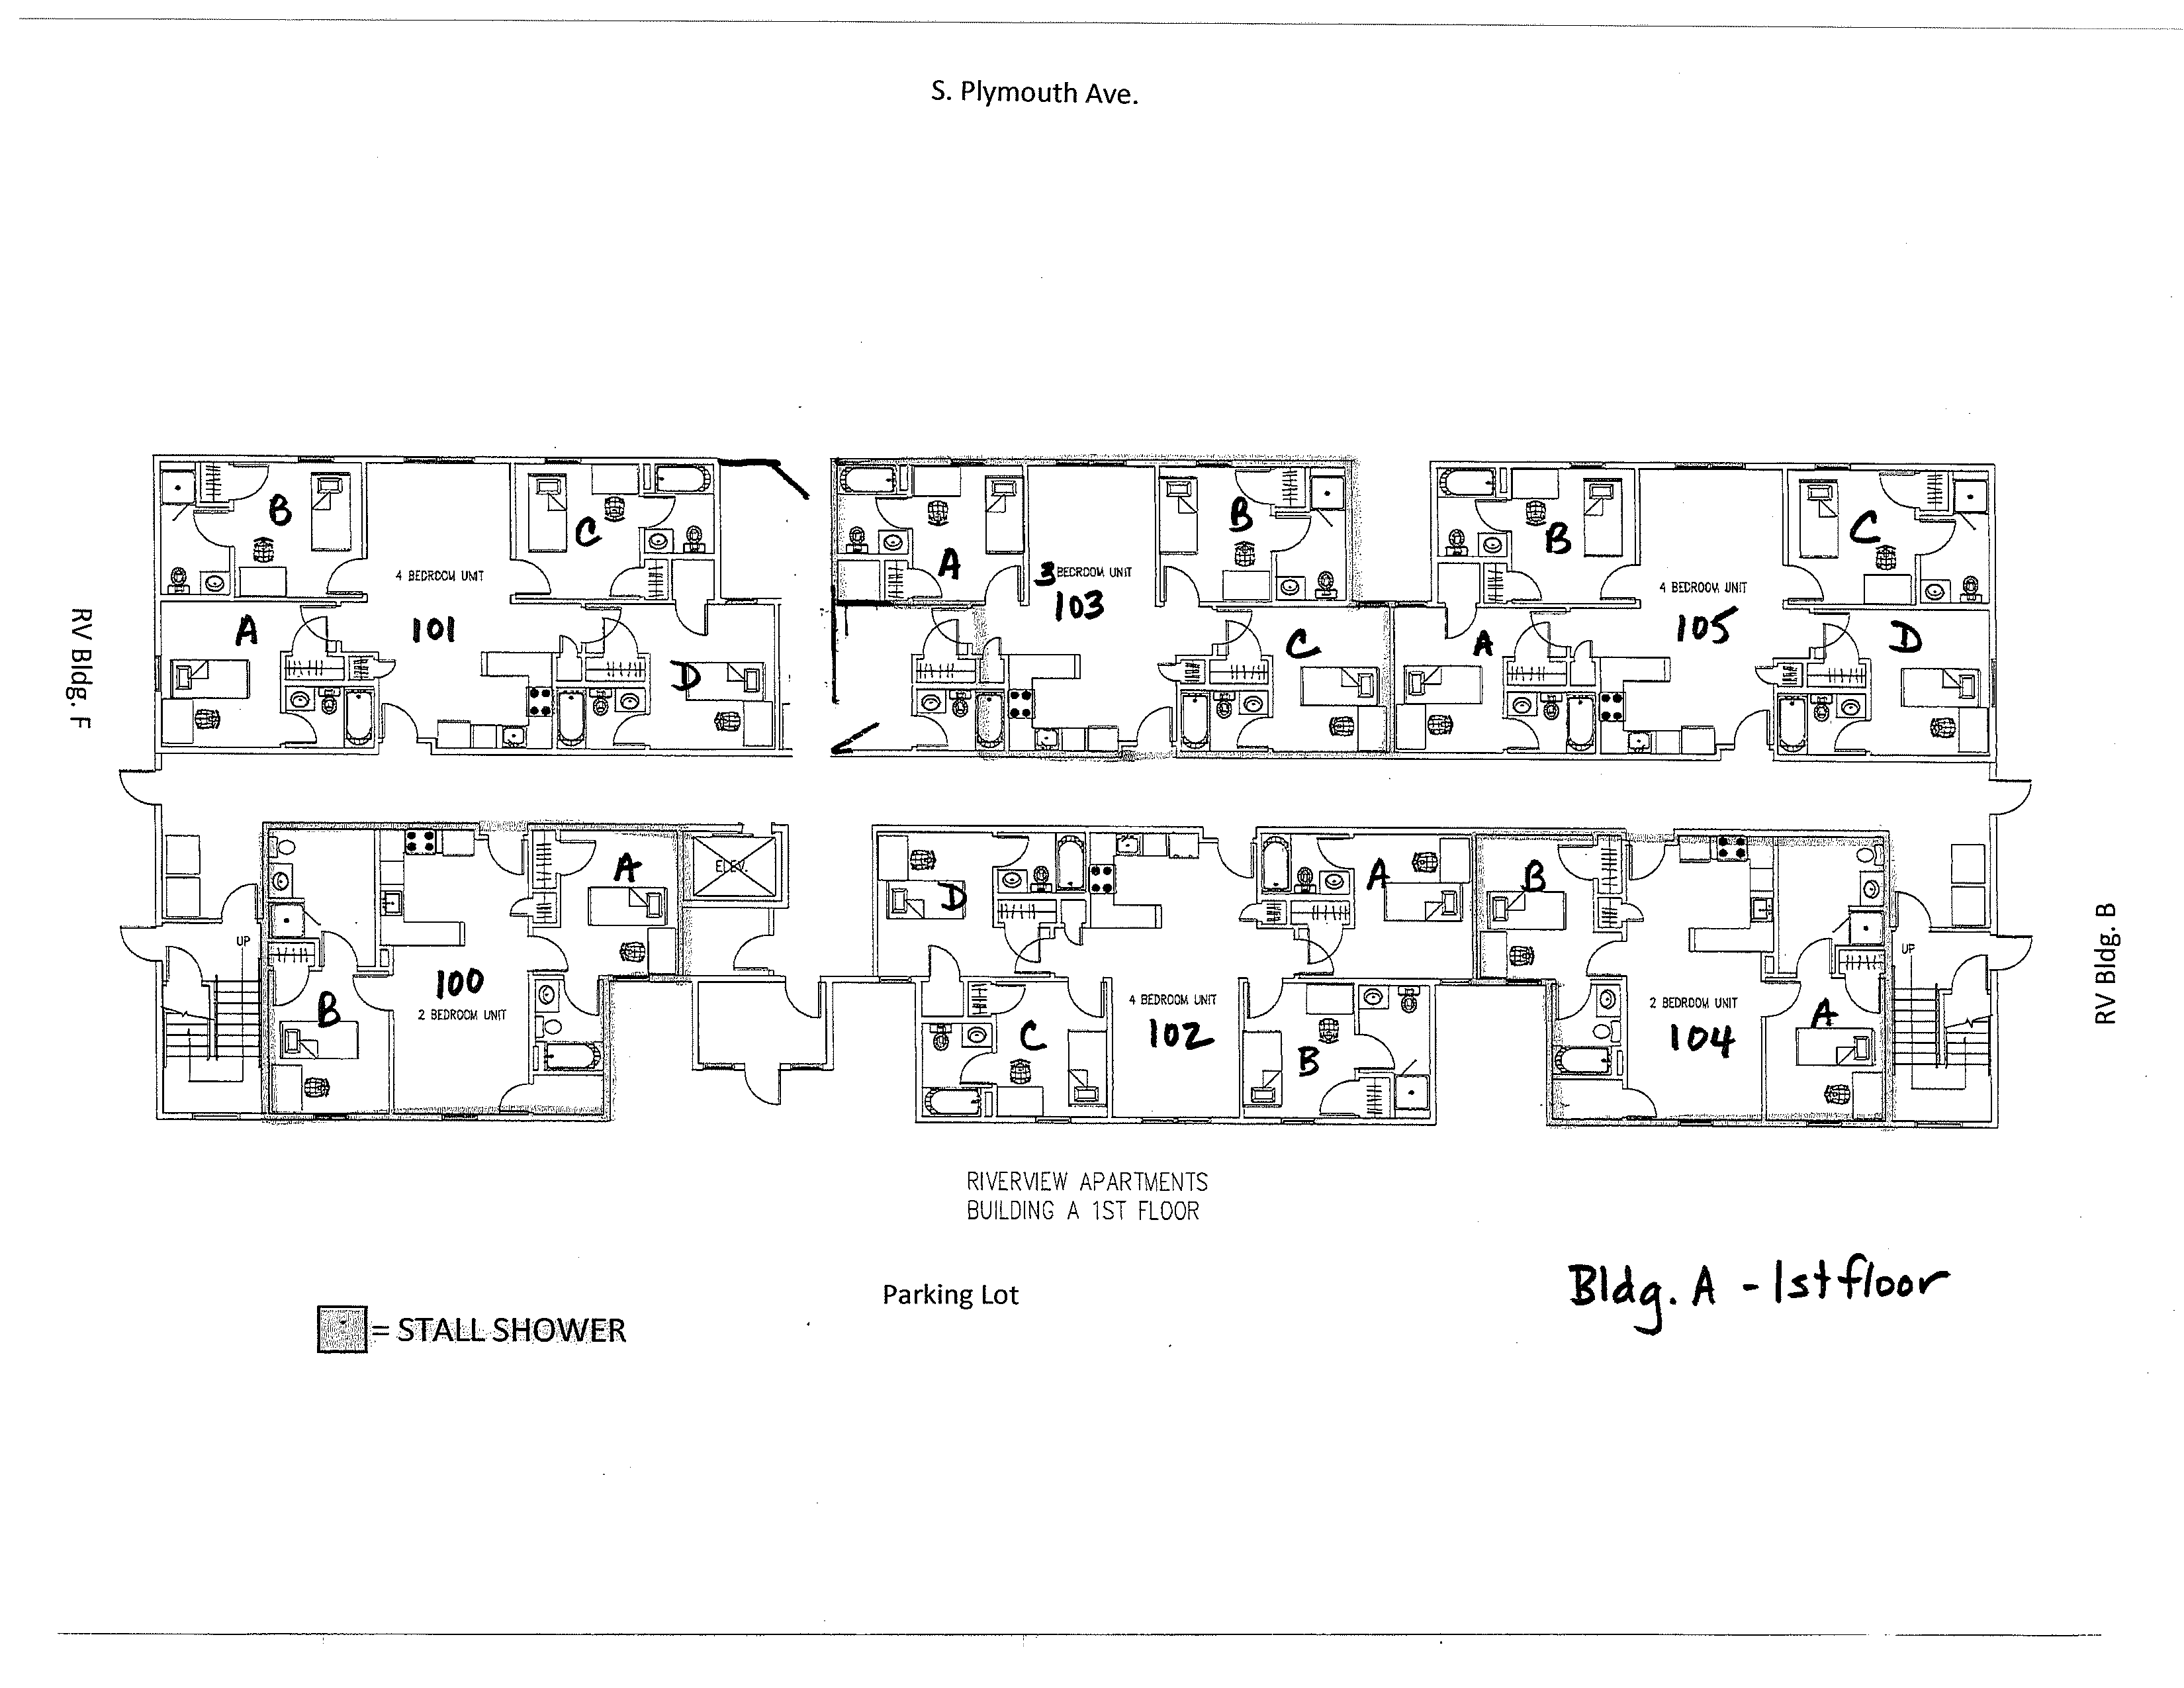 S. Plymouth Ave.
B
C
A
B
B
C
4 BEDROOM UNIT
3 BEDROOM UNIT
4 BEDROOM UNIT
A
101
D
103
C
A
105
D
RV Bldg. F
A
ELEV.
D
A
B
UP
100
2 BEDROOM UNIT
B
4 BEDROOM UNIT
102
C
B
2 BEDROOM UNIT
104
A
UP
RV Bldg. B
RIVERVIEW APARTMENTS
BUILDING A 1ST FLOOR
Bldg. A - 1st floor
Parking Lot
= STALL SHOWER